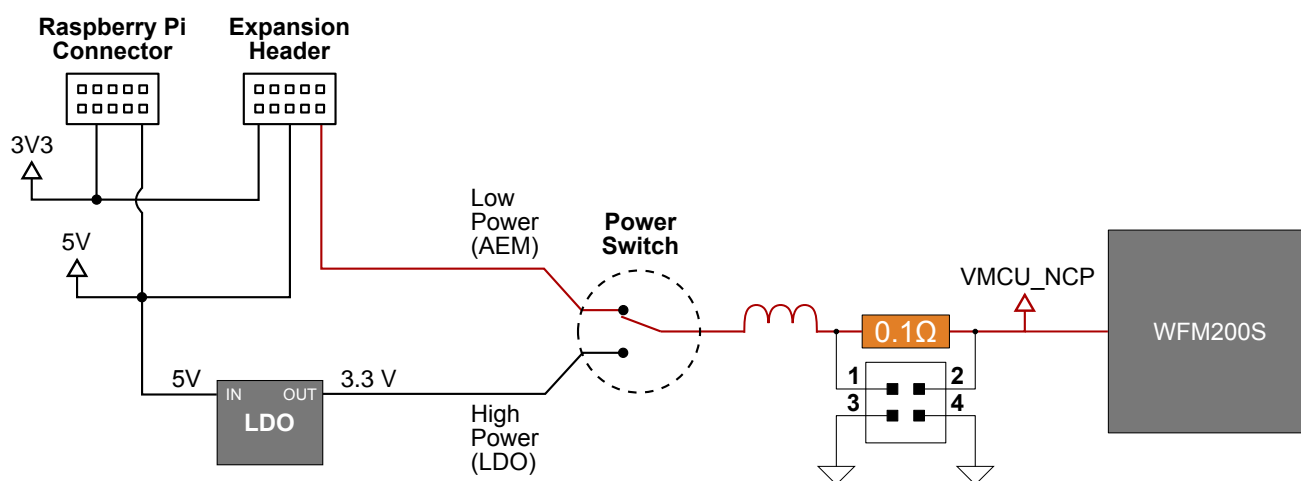 Raspberry Pi
Connector
Expansion
Header
3V3
5V
Low
Power
(AEM)
Power
Switch
VMCU_NCP
0.1Ω
WFM200S
1
2
3
4
5V
IN
OUT
LDO
3.3 V
High
Power
(LDO)